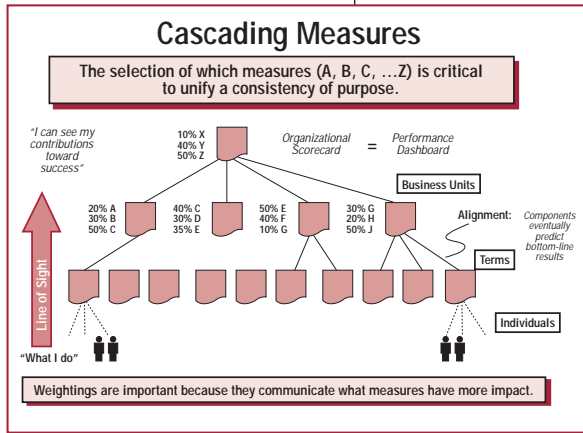 Cascading Measures
The selection of which measures (A, B, C, …Z) is critical
to unify a consistency of purpose.
"I can see my
contributions
toward
success"
10% X
40% Y
50% Z
Organizational
Scorecard
=
Performance
Dashboard
Business Units
20% A
30% B
50% C
40% C
30% D
35% E
50% E
40% F
10% G
30% G
20% H
50% J
Alignment:
Components
eventually
predict
bottom-line
results
Line of Sight
Terms
Individuals
"What I do"
Weightings are important because they communicate what measures have more impact.